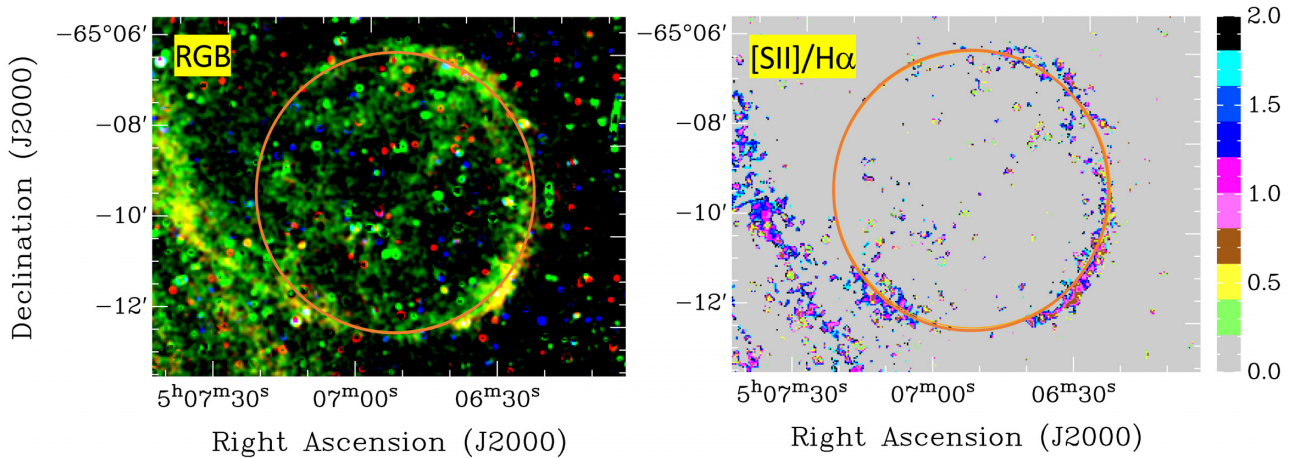 RGB
−65°06′
−08′
−10′
−12′
Declination (J2000)
5ʰ07ᵐ30ˢ
07ᵐ00ˢ
06ᵐ30ˢ
Right Ascension (J2000)
[SII]/Hα
−65°06′
−08′
−10′
−12′
5ʰ07ᵐ30ˢ
07ᵐ00ˢ
06ᵐ30ˢ
Right Ascension (J2000)
2.0
1.5
1.0
0.5
0.0